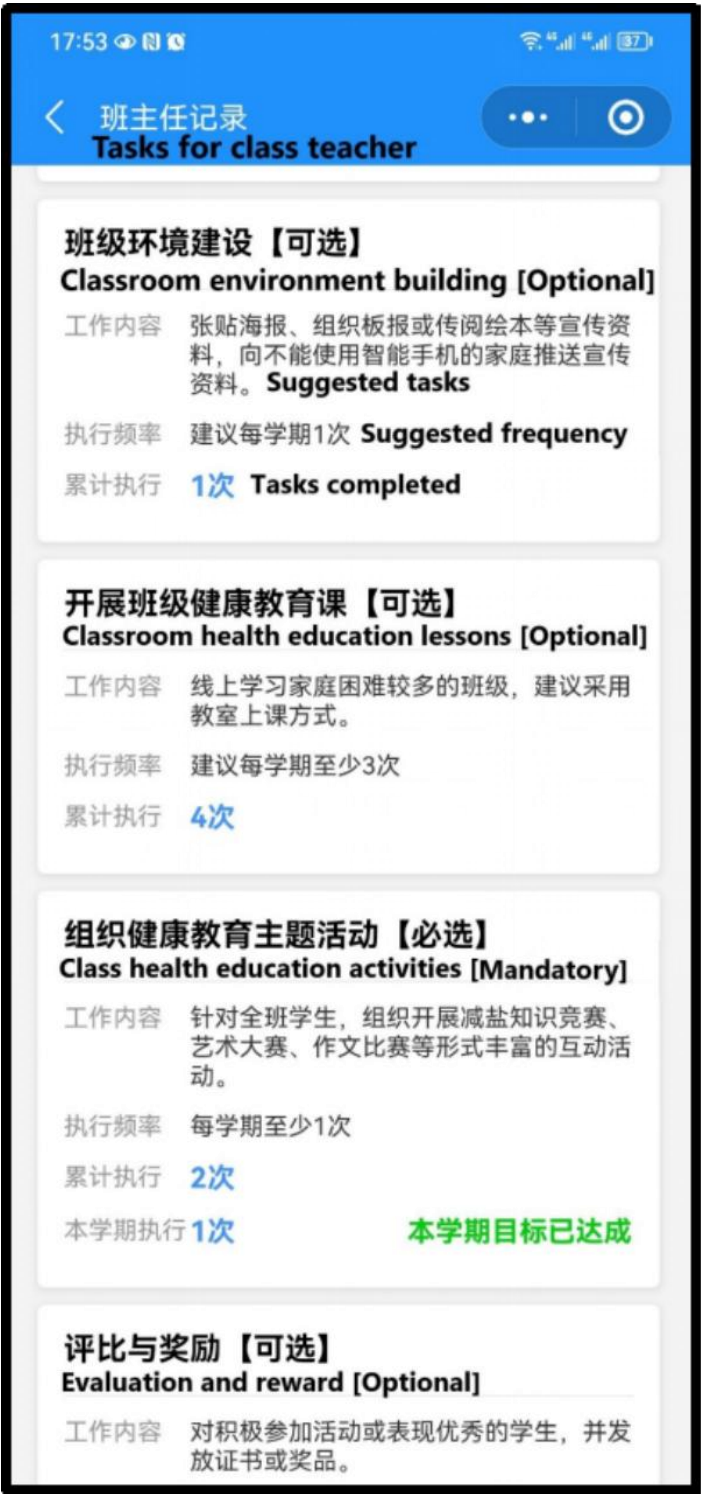 17:53
46 46 37
班主任记录
Tasks for class teacher
班级环境建设【可选】
Classroom environment building [Optional]
工作内容 张贴海报、组织板报或传阅绘本等宣传资
料，向不能使用智能手机的家庭推送宣传
资料。 Suggested tasks
执行频率 建议每学期1次 Suggested frequency
累计执行 1次 Tasks completed
开展班级健康教育课【可选】
Classroom health education lessons [Optional]
工作内容 线上学习家庭困难较多的班级，建议采用
教室上课方式。
执行频率 建议每学期至少3次
累计执行 4次
组织健康教育主题活动【必选】
Class health education activities [Mandatory]
工作内容 针对全班学生，组织开展减盐知识竞赛、
艺术大赛、作文比赛等形式丰富的互动活
动。
执行频率 每学期至少1次
累计执行 2次
本学期执行 1次 本学期目标已达成
评比与奖励【可选】
Evaluation and reward [Optional]
工作内容 对积极参加活动或表现优秀的学生，并发
放证书或奖品。